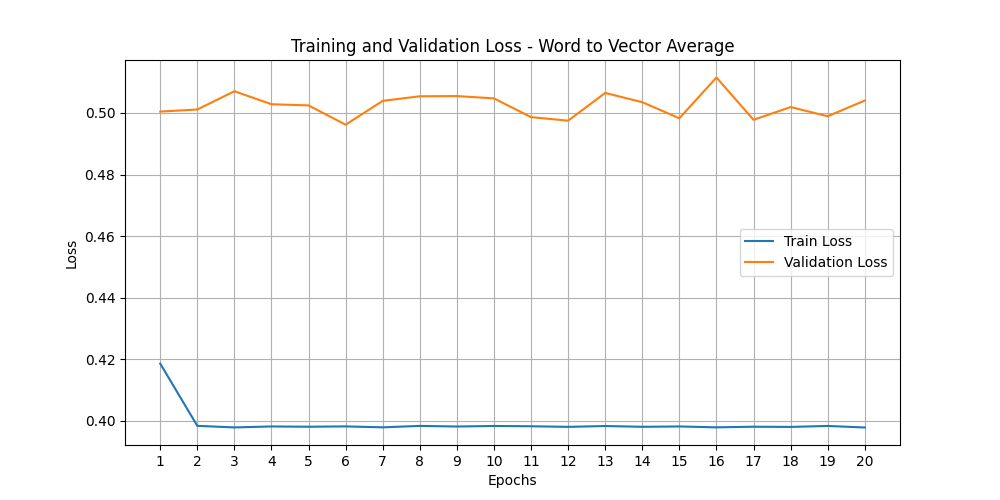 Training and Validation Loss - Word to Vector Average
Loss
0.50
0.48
0.46
0.44
0.42
0.40
Train Loss
Validation Loss
1 2 3 4 5 6 7 8 9 10 11 12 13 14 15 16 17 18 19 20
Epochs